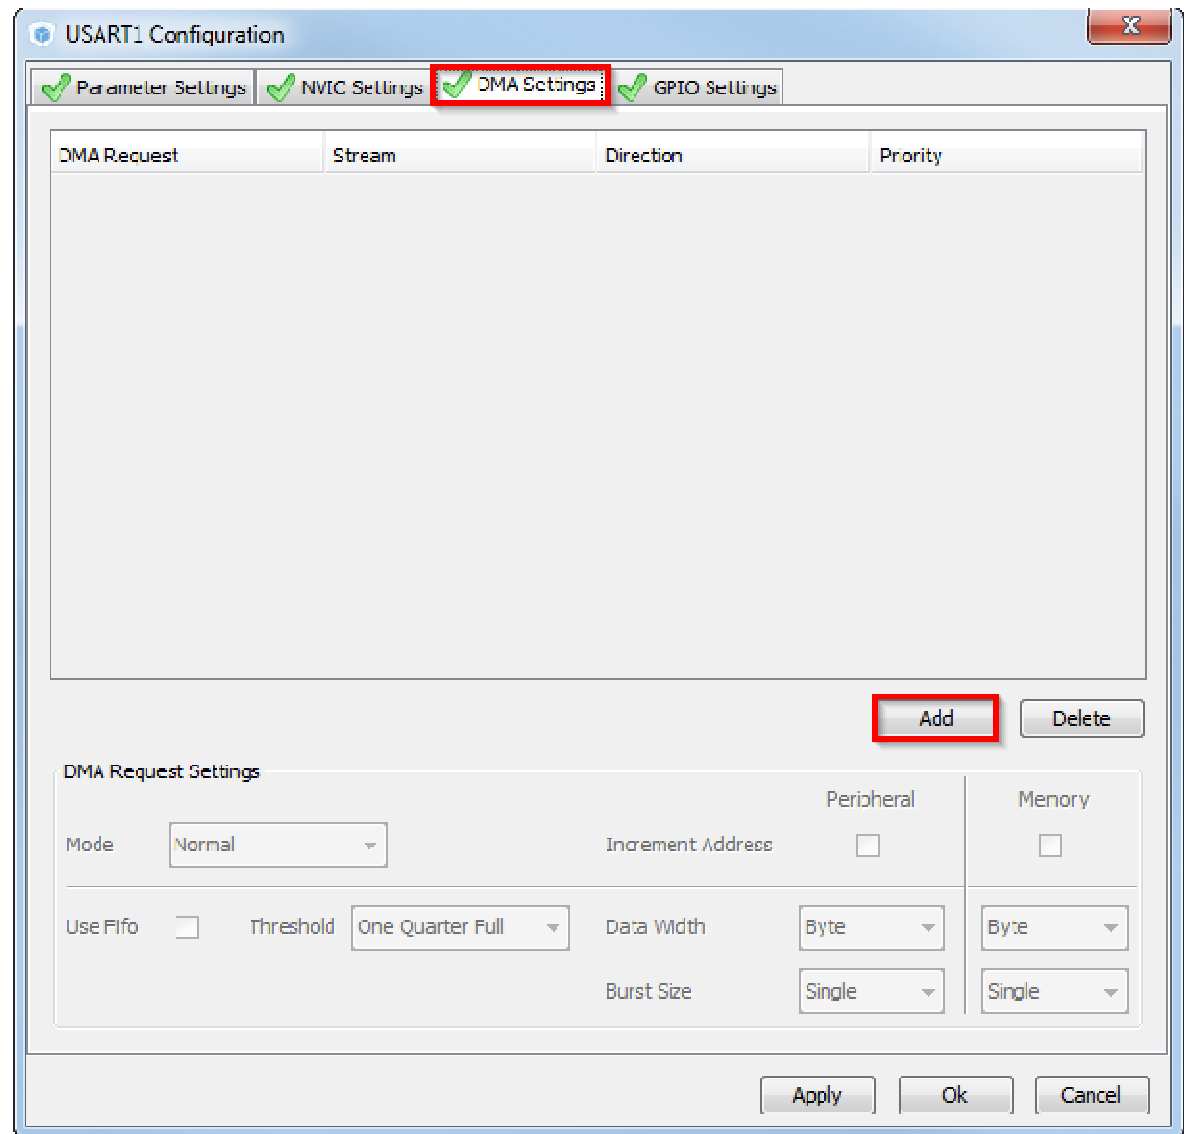 USART1 Configuration
Parameter Settings NVIC Settings DMA Settings GPIO Settings
DMA Request Stream Direction Priority
Add Delete
DMA Request Settings
Peripheral Memory
Mode Normal Increment Address
Use Fifo Threshold One Quarter Full Data Width Byte Byte
Burst Size Single Single
Apply Ok Cancel